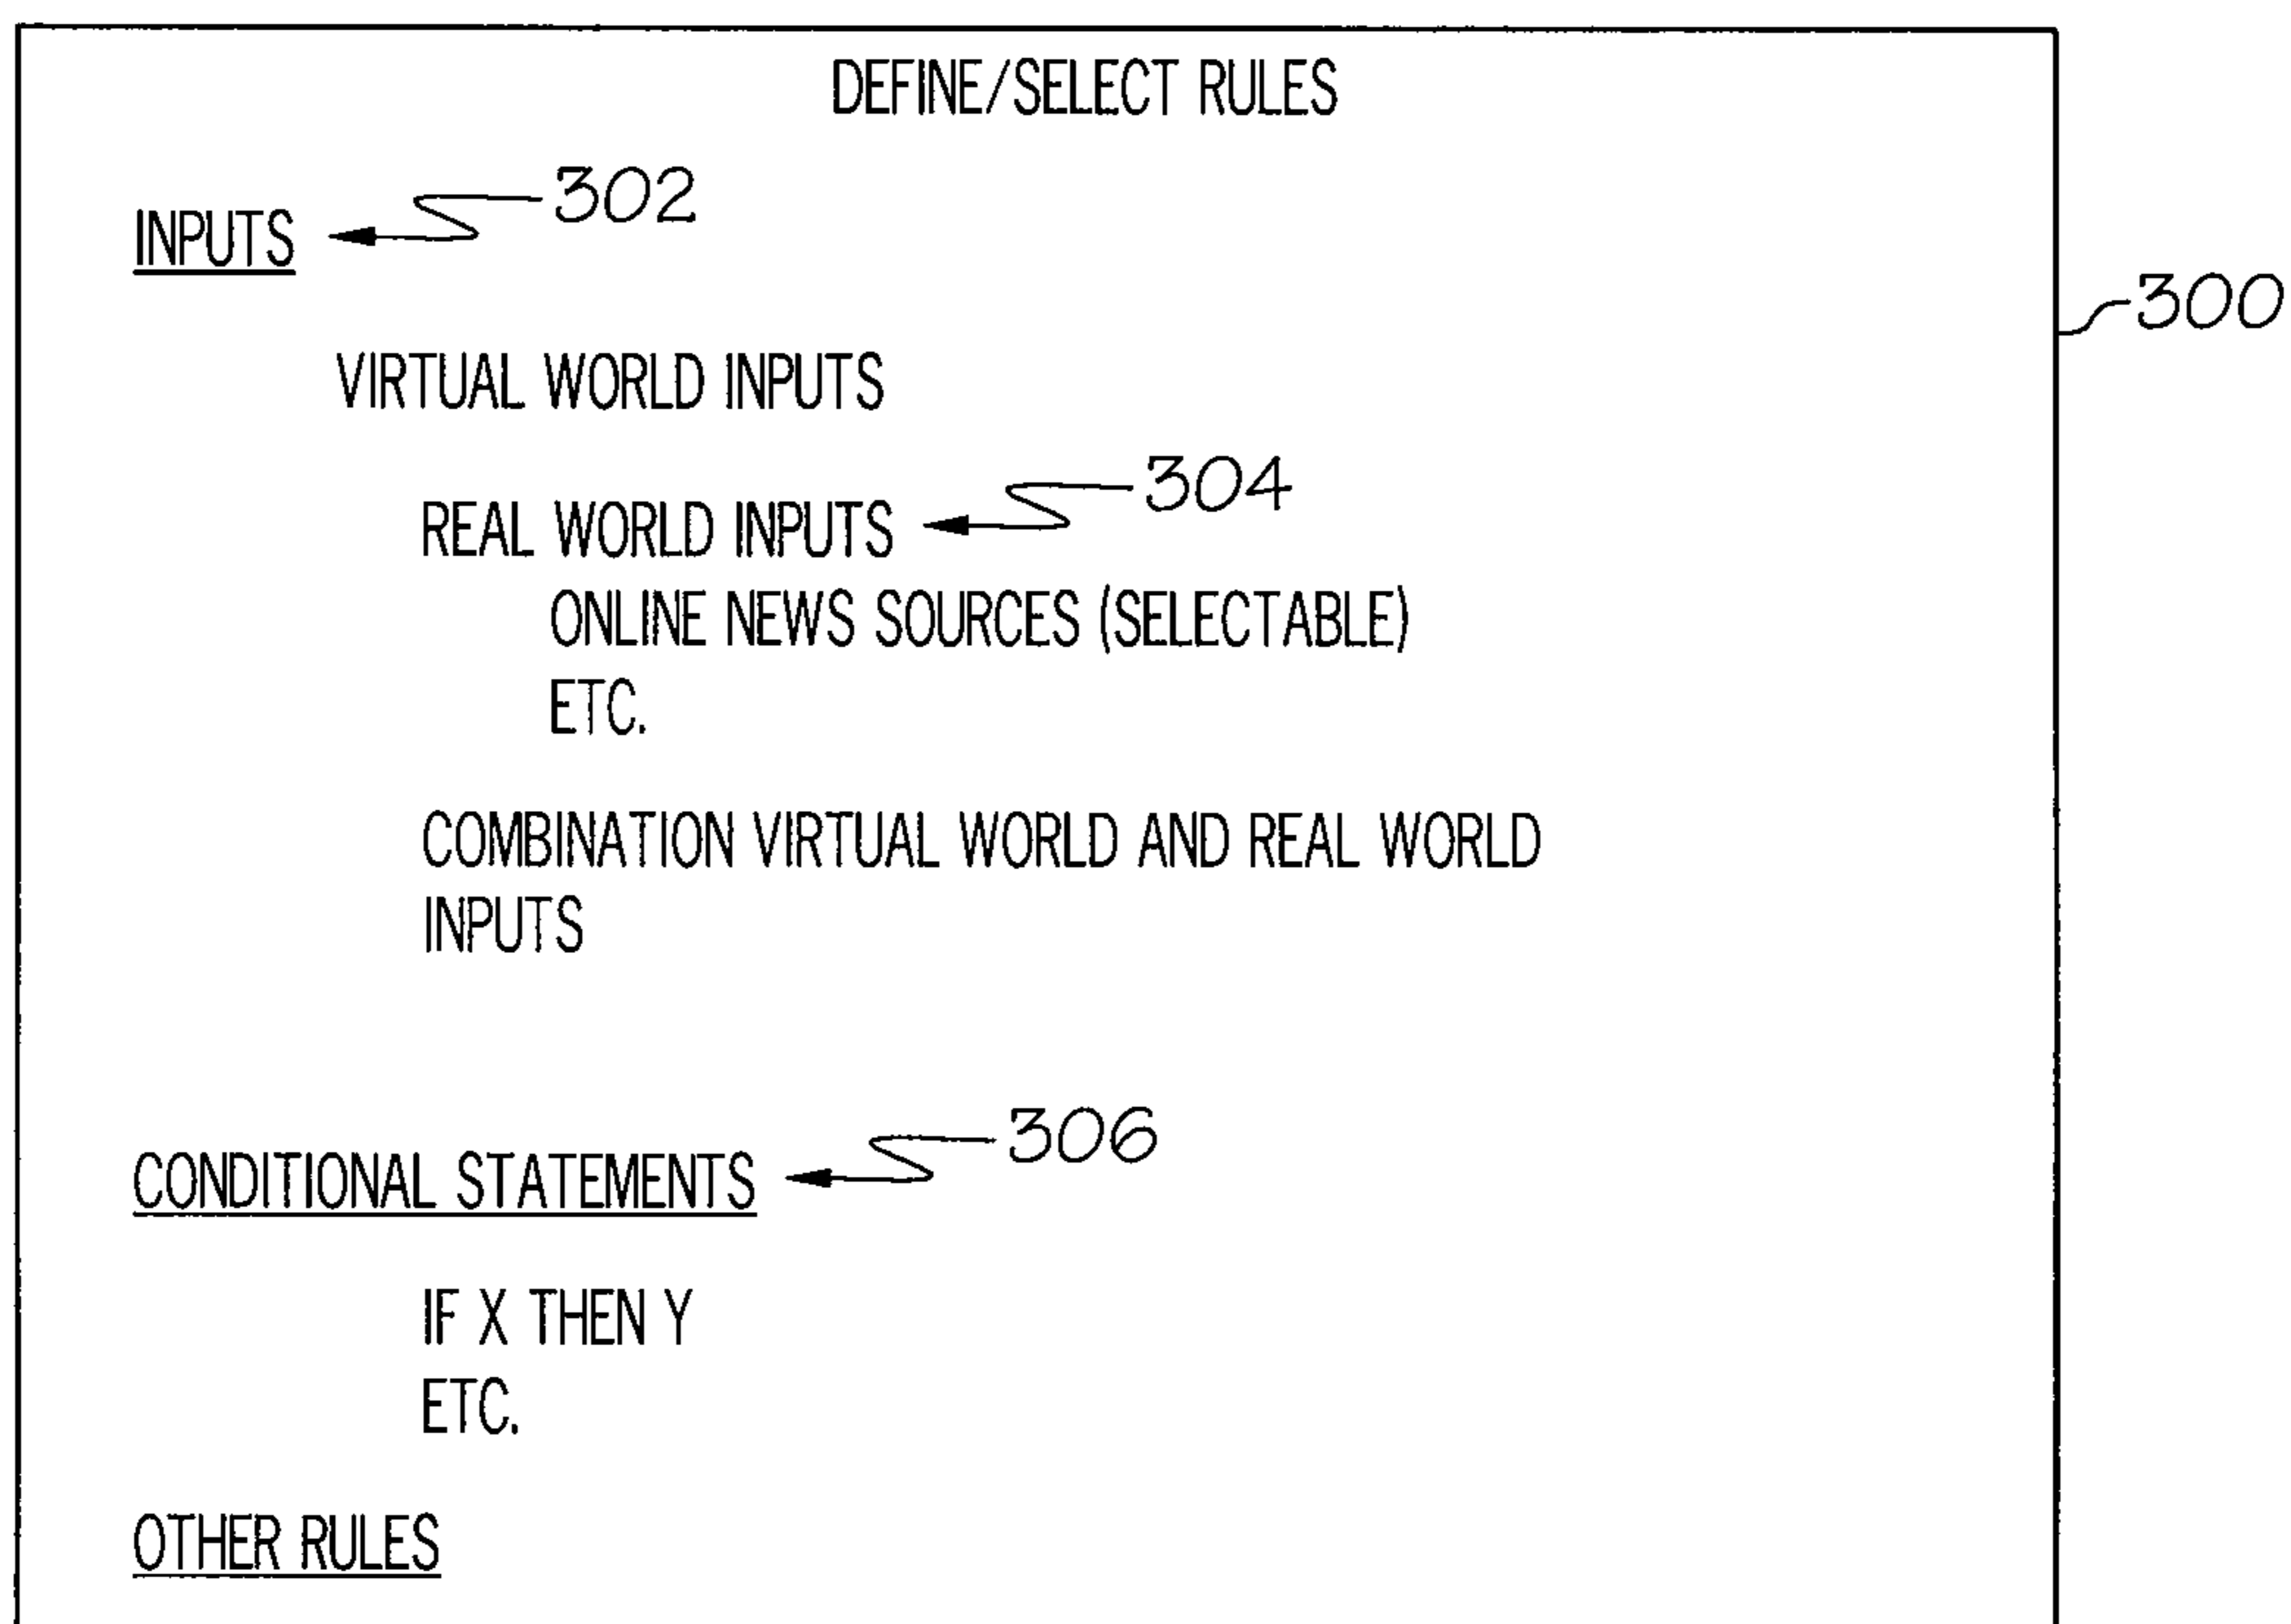 DEFINE/SELECT RULES
302
INPUTS
300
VIRTUAL WORLD INPUTS
304
REAL WORLD INPUTS
ONLINE NEWS SOURCES (SELECTABLE)
ETC.
COMBINATION VIRTUAL WORLD AND REAL WORLD
INPUTS
306
CONDITIONAL STATEMENTS
IF X THEN Y
ETC.
OTHER RULES